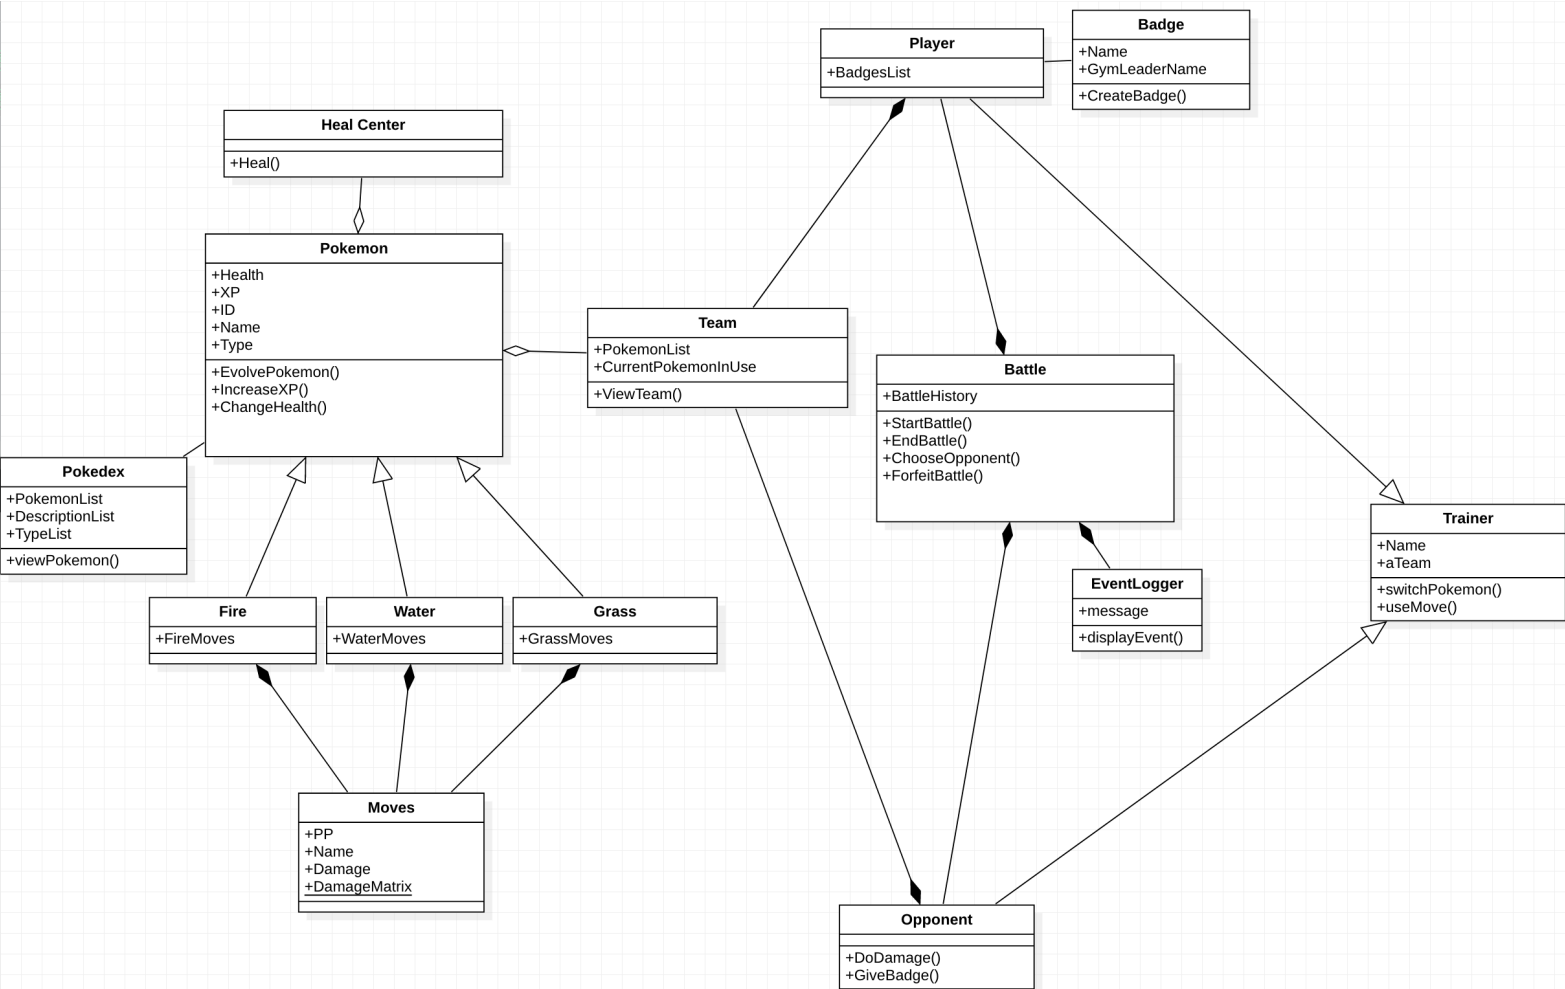 Player
+BadgesList
Badge
+Name
+GymLeaderName
+CreateBadge()
Heal Center
+Heal()
Pokemon
+Health
+XP
+ID
+Name
+Type
+EvolvePokemon()
+IncreaseXP()
+ChangeHealth()
Team
+PokemonList
+CurrentPokemonInUse
+ViewTeam()
Battle
+BattleHistory
+StartBattle()
+EndBattle()
+ChooseOpponent()
+ForfeitBattle()
Pokedex
+PokemonList
+DescriptionList
+TypeList
+viewPokemon()
Trainer
+Name
+aTeam
+switchPokemon()
+useMove()
EventLogger
+message
+displayEvent()
Fire
+FireMoves
Water
+WaterMoves
Grass
+GrassMoves
Moves
+PP
+Name
+Damage
+DamageMatrix
Opponent
+DoDamage()
+GiveBadge()